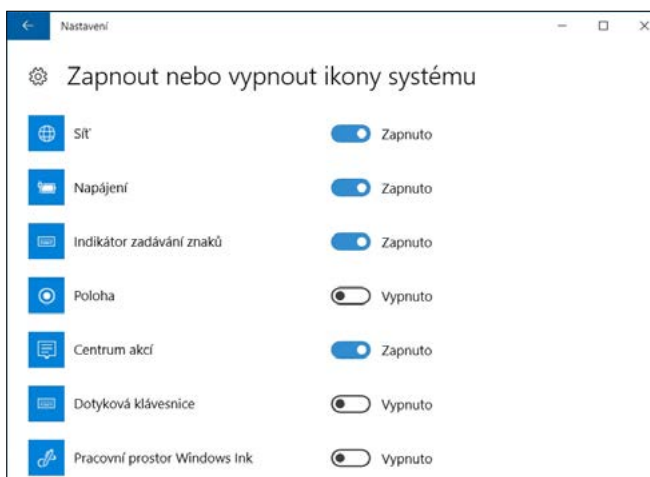 Nastavení
Zapnout nebo vypnout ikony systému
Síť Zapnuto
Napájení Zapnuto
Indikátor zadávání znaků Zapnuto
Poloha Vypnuto
Centrum akcí Zapnuto
Dotyková klávesnice Vypnuto
Pracovní prostor Windows Ink Vypnuto